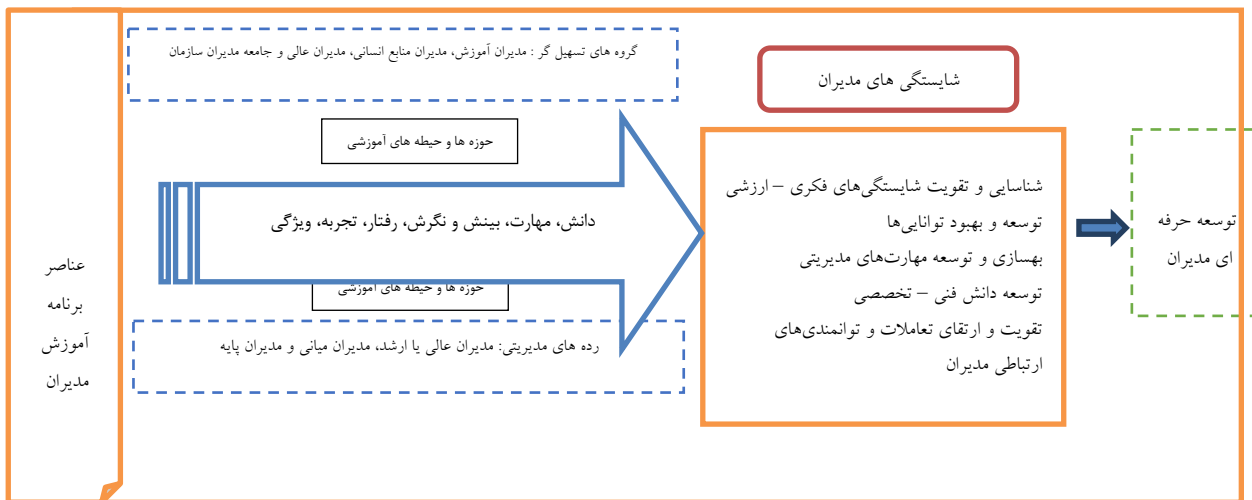 گروه های تسهیل گر : مدیران آموزش، مدیران منابع انسانی، مدیران عالی و جامعه مدیران سازمان
شایستگی های مدیران
حوزه ها و حیطه های آموزشی
دانش، مهارت، بینش و نگرش، رفتار، تجربه، ویژگی
حوزه ها و حیطه های آموزشی
رده های مدیریتی: مدیران عالی یا ارشد، مدیران میانی و مدیران پایه
شناسایی و تقویت شایستگی‌های فکری – ارزشی
توسعه و بهبود توانایی‌ها
بهسازی و توسعه مهارت‌های مدیریتی
توسعه دانش فنی – تخصصی
تقویت و ارتقای تعاملات و توانمندی‌های
ارتباطی مدیران
توسعه حرفه
ای مدیران
عناصر
برنامه
آموزش
مدیران